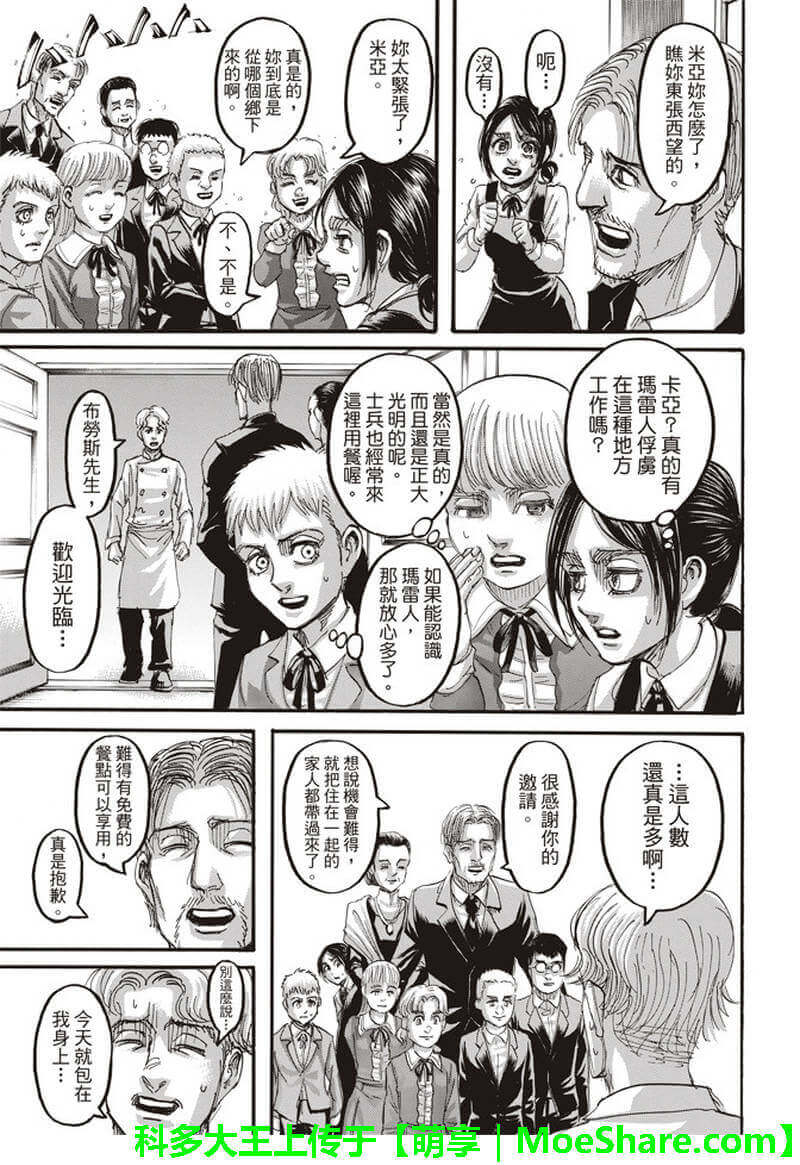 米亞妳怎麼了，
瞧妳東張西望的。
呃…
沒有…
妳太緊張了，
米亞。
真是的，
妳到底是
從哪個鄉下
來的啊。
不、不是。
卡亞？真的有
瑪雷人俘虜
在這種地方
工作嗎？
當然是真的，
而且還是正大
光明的呢。
士兵也經常來
這裡用餐喔。
如果能認識
瑪雷人，
那就放心多了。
布勞斯先生，
歡迎光臨…
…這人數
還真是多啊…
很感謝你的
邀請。
想說機會難得，
就把住在一起的
家人都帶過來了。
難得有免費的
餐點可以享用，
真是抱歉。
別這麼說…
今天就包在
我身上…
科多大王上传于【萌享 | MoeShare.com】